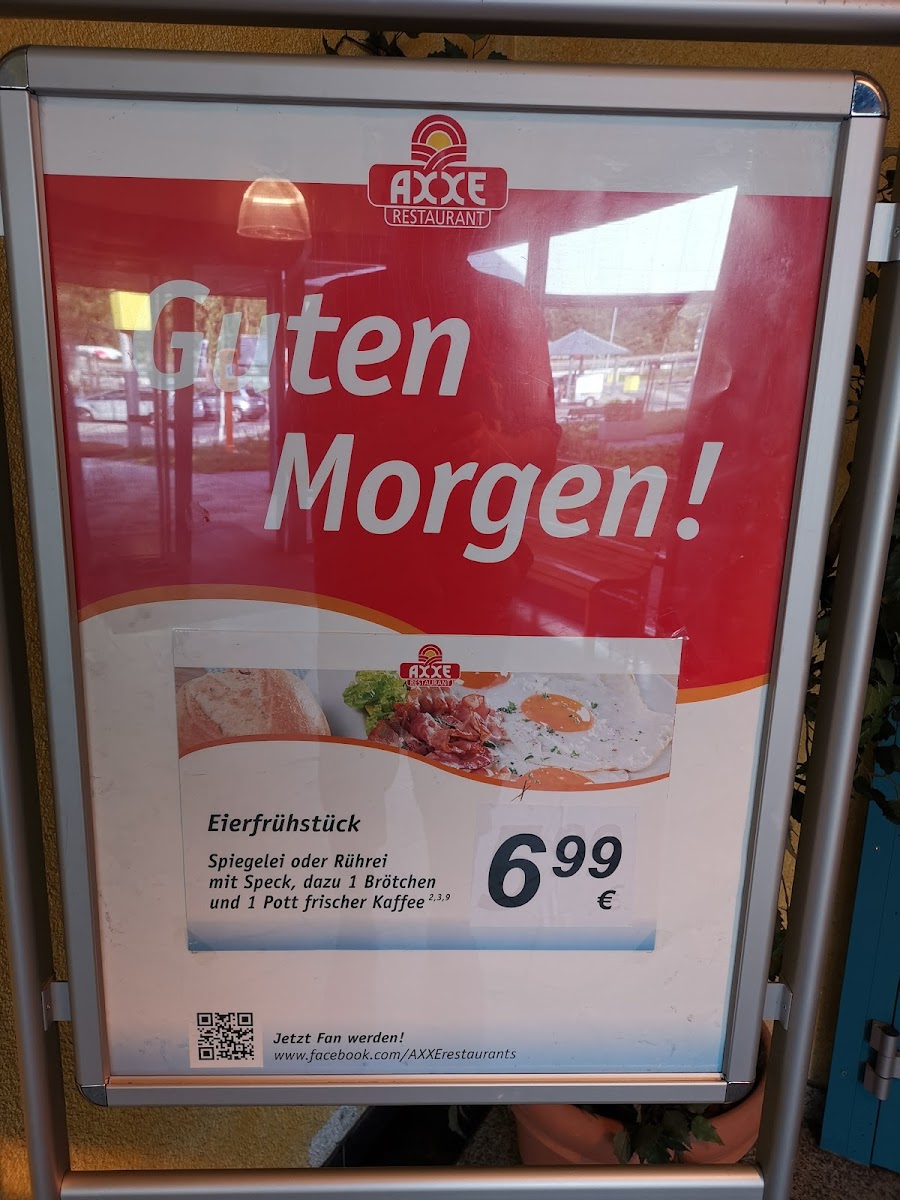 AXXE
RESTAURANT
Guten
Morgen!
AXXE
RESTAURANT
Eierfrühstück
Spiegelei oder Rührei
mit Speck, dazu 1 Brötchen
und 1 Pott frischer Kaffee 2,3,9
6 99
€
Jetzt Fan werden!
www.facebook.com/AXXErestaurants